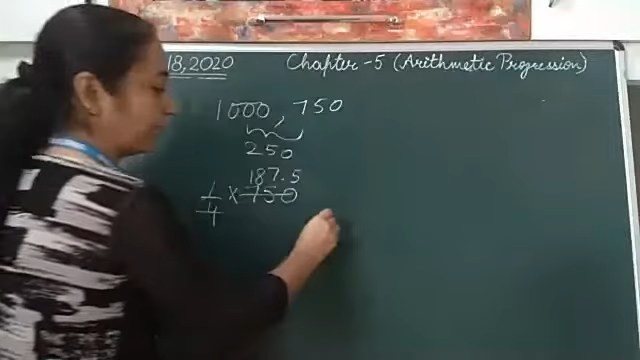 18, 2020
Chapter-5 (Arithmetic Progression)
1000, 750
250
187.5
1/4 × 750